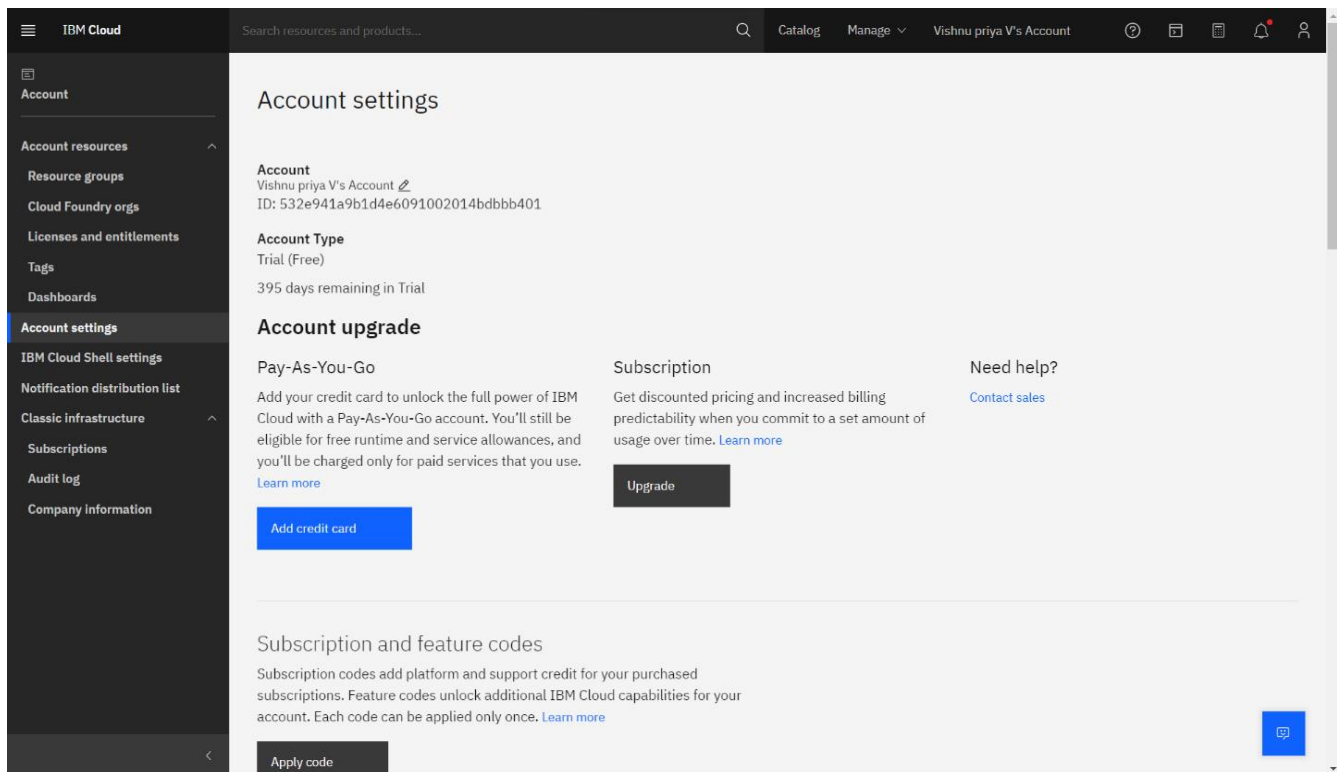 IBM Cloud
Search resources and products...
Catalog
Manage
Vishnu priya V's Account
Account
Account resources
Resource groups
Cloud Foundry orgs
Licenses and entitlements
Tags
Dashboards
Account settings
IBM Cloud Shell settings
Notification distribution list
Classic infrastructure
Subscriptions
Audit log
Company information
Account settings
Account
Vishnu priya V's Account
ID: 532e941a9b1d4e6091002014bdbbb401
Account Type
Trial (Free)
395 days remaining in Trial
Account upgrade
Pay-As-You-Go
Add your credit card to unlock the full power of IBM
Cloud with a Pay-As-You-Go account. You'll still be
eligible for free runtime and service allowances, and
you'll be charged only for paid services that you use.
Learn more
Add credit card
Subscription
Get discounted pricing and increased billing
predictability when you commit to a set amount of
usage over time. Learn more
Upgrade
Need help?
Contact sales
Subscription and feature codes
Subscription codes add platform and support credit for your purchased
subscriptions. Feature codes unlock additional IBM Cloud capabilities for your
account. Each code can be applied only once. Learn more
Apply code